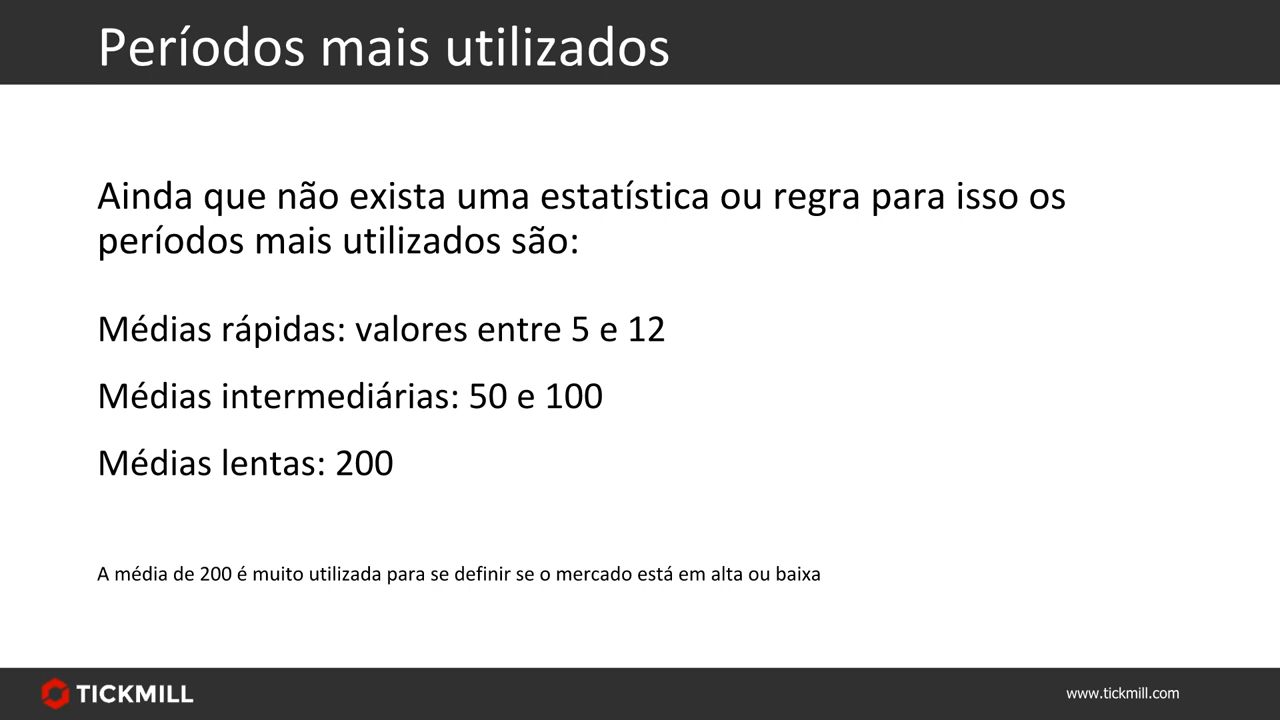 Períodos mais utilizados
Ainda que não exista uma estatística ou regra para isso os
períodos mais utilizados são:
Médias rápidas: valores entre 5 e 12
Médias intermediárias: 50 e 100
Médias lentas: 200
A média de 200 é muito utilizada para se definir se o mercado está em alta ou baixa
TICKMILL
www.tickmill.com